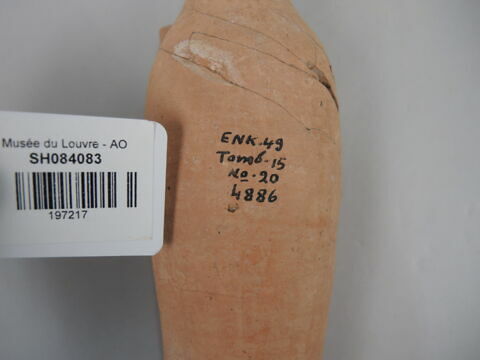 Musée du Louvre - AO
SH084083
197217
ENK.49
Tomb.15
No.20
4886